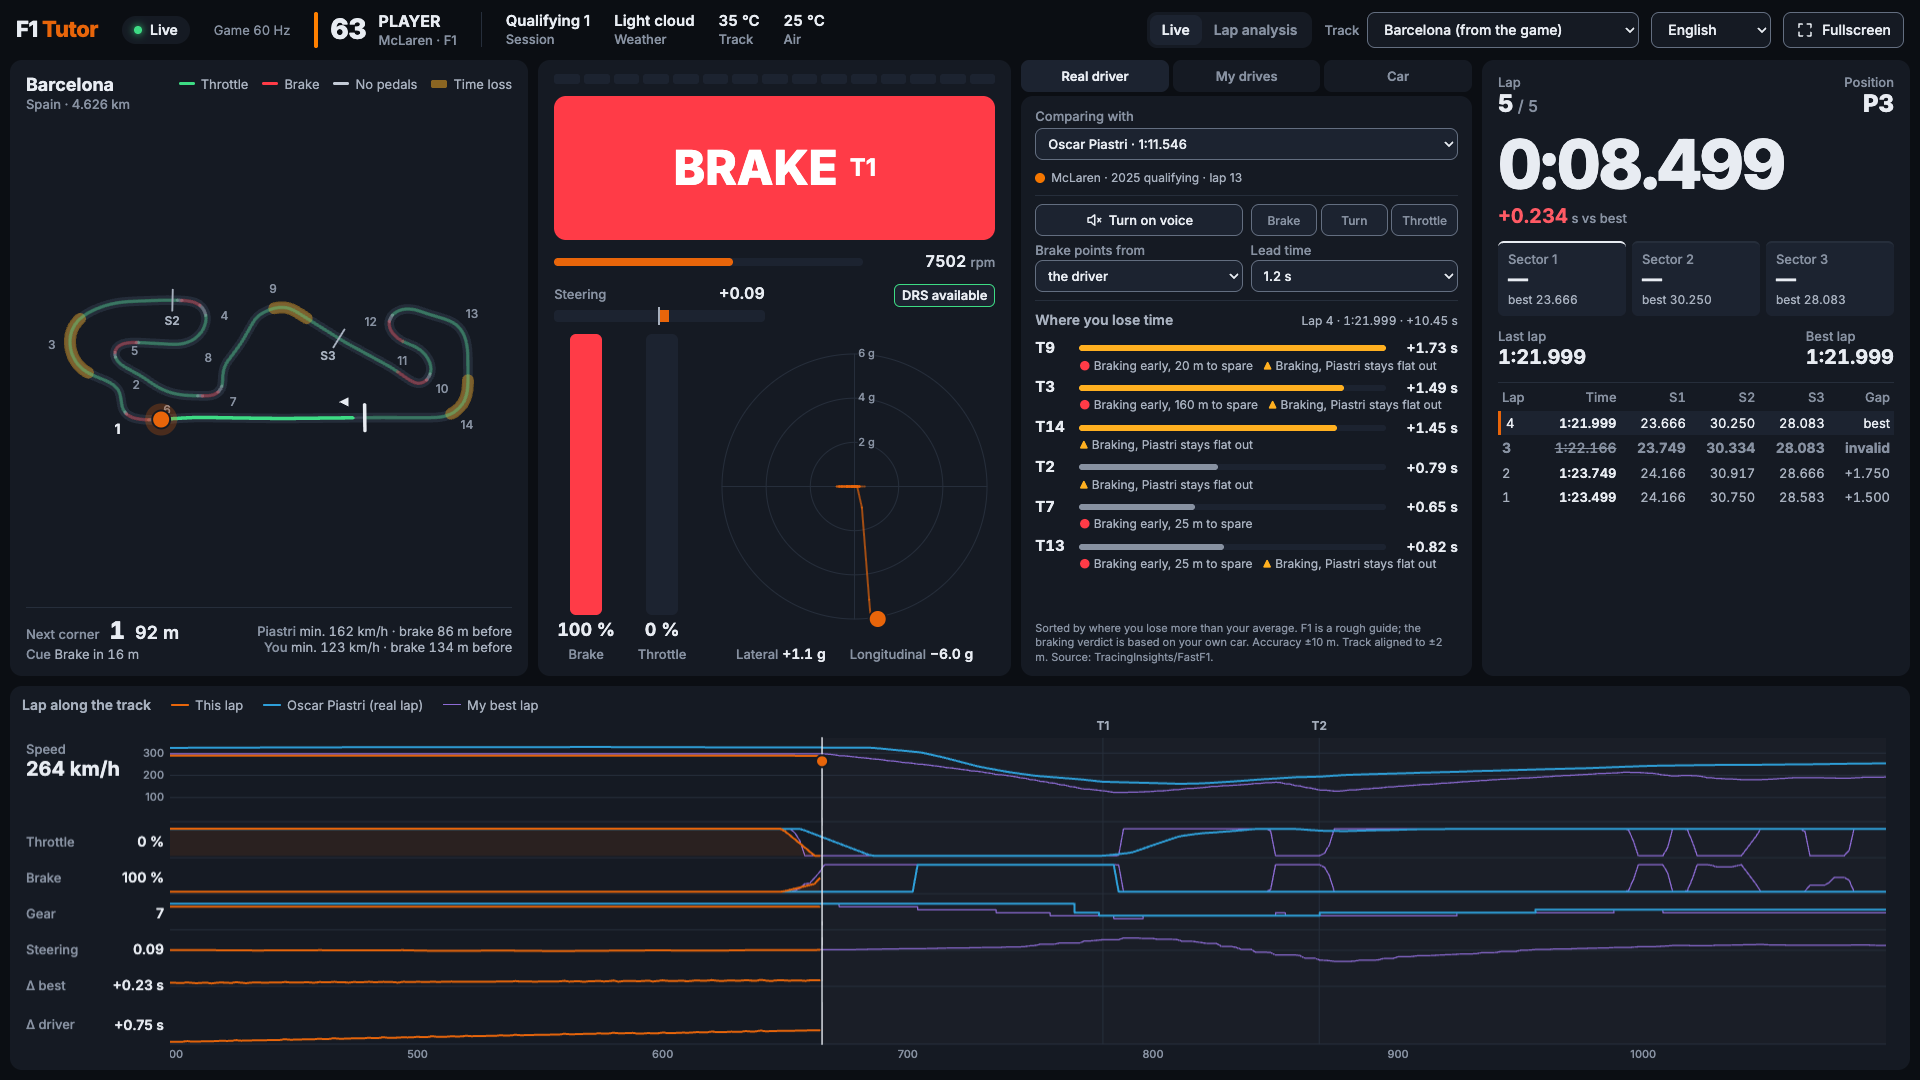 F1 Tutor
Live
Game 60 Hz
63
PLAYER
McLaren · F1
Qualifying 1
Session
Light cloud
Weather
35 °C
Track
25 °C
Air
Live
Lap analysis
Track
Barcelona (from the game)
English
Fullscreen
Barcelona
Spain · 4.626 km
Throttle
Brake
No pedals
Time loss
9
S2
4
12
13
3
5
8
S3
11
2
10
7
6
1
14
Next corner 1 92 m
Cue Brake in 16 m
Piastri min. 162 km/h · brake 86 m before
You min. 123 km/h · brake 134 m before
BRAKE T1
7502 rpm
Steering +0.09
DRS available
6 g
4 g
2 g
100 %
Brake
0 %
Throttle
Lateral +1.1 g
Longitudinal −6.0 g
Real driver
My drives
Car
Comparing with
Oscar Piastri · 1:11.546
McLaren · 2025 qualifying · lap 13
Turn on voice
Brake
Turn
Throttle
Brake points from
Lead time
the driver
1.2 s
Where you lose time
Lap 4 · 1:21.999 · +10.45 s
T9 +1.73 s
Braking early, 20 m to spare Braking, Piastri stays flat out
T3 +1.49 s
Braking early, 160 m to spare Braking, Piastri stays flat out
T14 +1.45 s
Braking, Piastri stays flat out
T2 +0.79 s
Braking, Piastri stays flat out
T7 +0.65 s
Braking early, 25 m to spare
T13 +0.82 s
Braking early, 25 m to spare Braking, Piastri stays flat out
Sorted by where you lose more than your average. F1 is a rough guide; the
braking verdict is based on your own car. Accuracy ±10 m. Track aligned to ±2
m. Source: TracingInsights/FastF1.
Lap
5 / 5
Position
P3
0:08.499
+0.234 s vs best
Sector 1
—
best 23.666
Sector 2
—
best 30.250
Sector 3
—
best 28.083
Last lap
1:21.999
Best lap
1:21.999
Lap Time S1 S2 S3 Gap
4 1:21.999 23.666 30.250 28.083 best
3 1:22.166 23.749 30.334 28.083 invalid
2 1:23.749 24.166 30.917 28.666 +1.750
1 1:23.499 24.166 30.750 28.583 +1.500
Lap along the track
This lap
Oscar Piastri (real lap)
My best lap
T1
T2
Speed
264 km/h
300
200
100
Throttle 0 %
Brake 100 %
Gear 7
Steering 0.09
Δ best +0.23 s
Δ driver +0.75 s
00
500
600
700
800
900
1000